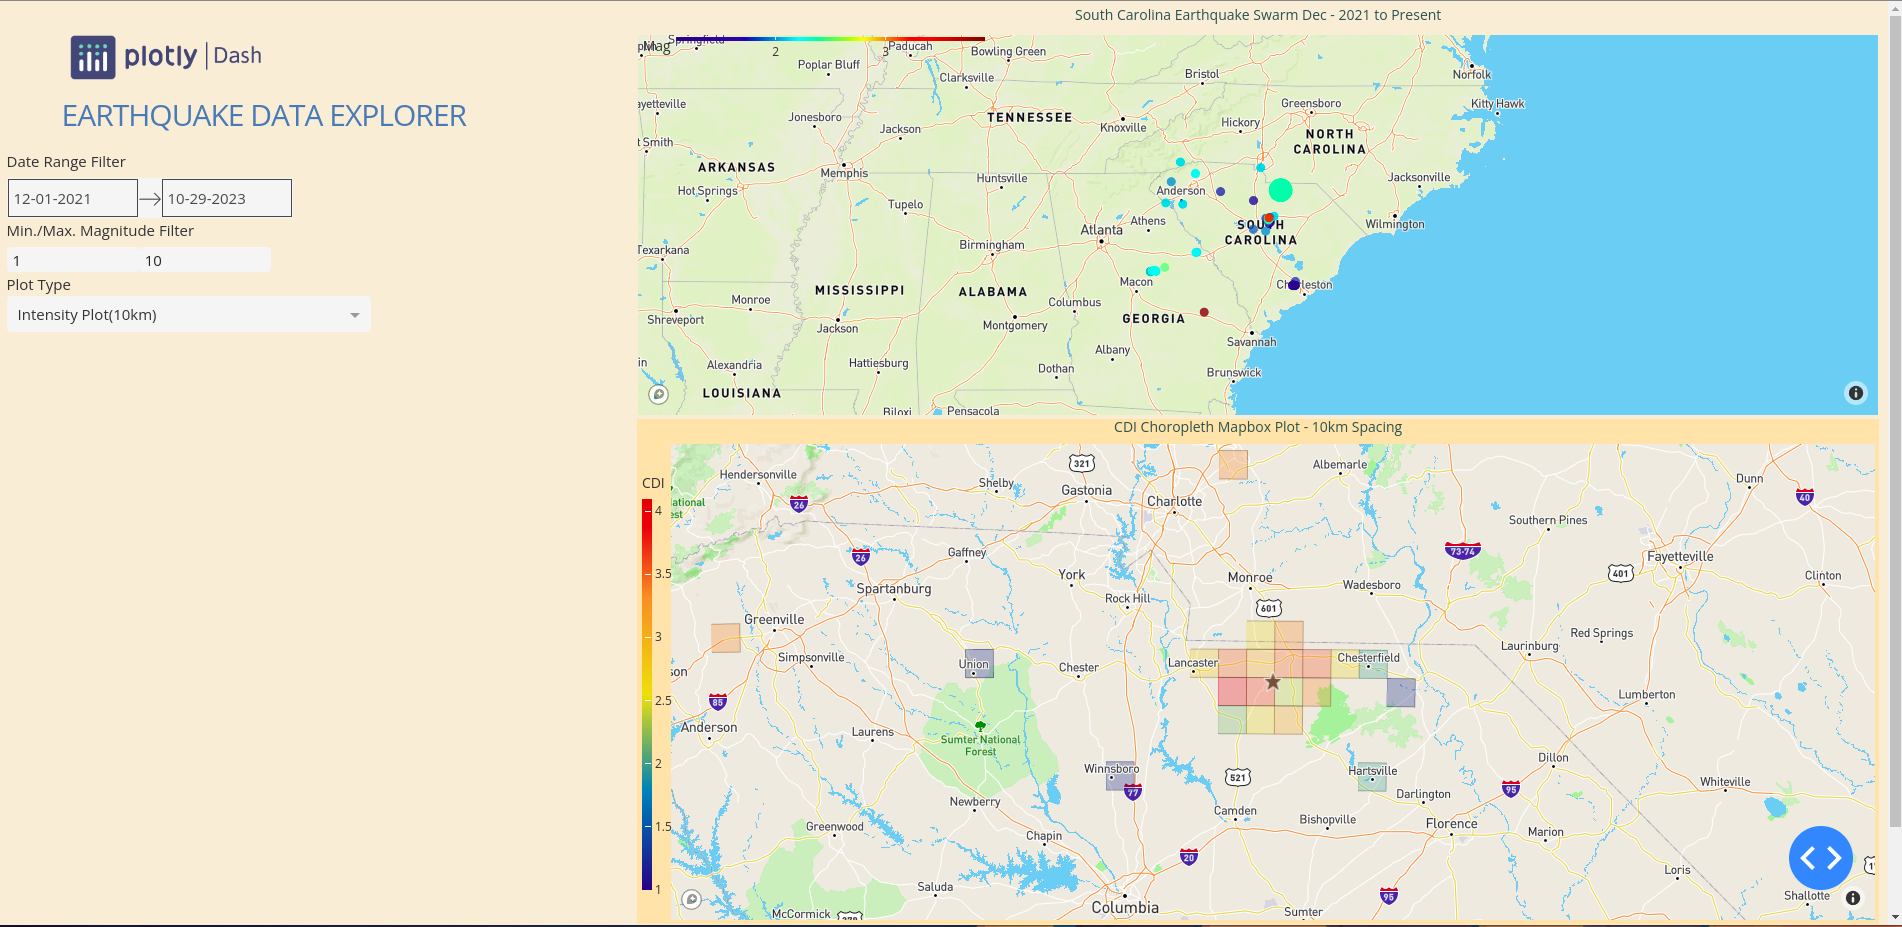 South Carolina Earthquake Swarm Dec - 2021 to Present
plotly | Dash
EARTHQUAKE DATA EXPLORER
Date Range Filter
12-01-2021
10-29-2023
Min./Max. Magnitude Filter
1
10
Plot Type
Intensity Plot(10km)
Mag
2
3
Springfield
Paducah
Bowling Green
Poplar Bluff
Clarksville
Bristol
Norfolk
Kitty Hawk
ayetteville
Jonesboro
Jackson
TENNESSEE
Knoxville
Hickory
Greensboro
t Smith
NORTH
CAROLINA
ARKANSAS
Memphis
Huntsville
Hot Springs
Tupelo
Anderson
Jacksonville
Athens
Atlanta
SOUTH
CAROLINA
Wilmington
Texarkana
Birmingham
MISSISSIPPI
ALABAMA
Macon
Charleston
Monroe
Columbus
Shreveport
Jackson
Montgomery
GEORGIA
Savannah
in
Alexandria
Hattiesburg
Dothan
Albany
Brunswick
LOUISIANA
Biloxi
Pensacola
CDI Choropleth Mapbox Plot - 10km Spacing
CDI
4
3.5
3
2.5
2
1.5
1
Hendersonville
321
Albemarle
Shelby
Gastonia
Charlotte
Dunn
ational
est
26
40
Southern Pines
26
Gaffney
73-74
Fayetteville
York
Monroe
Wadesboro
401
Clinton
Spartanburg
Rock Hill
601
Greenville
Red Springs
Simpsonville
Union
Chester
Lancaster
Chesterfield
Laurinburg
son
85
Lumberton
Anderson
Laurens
Sumter National
Forest
Winnsboro
77
521
Hartsville
Dillon
95
Whiteville
Newberry
Camden
Darlington
Greenwood
Chapin
Bishopville
Florence
Marion
20
Loris
Saluda
95
Columbia
Sumter
Shallotte
McCormick
378